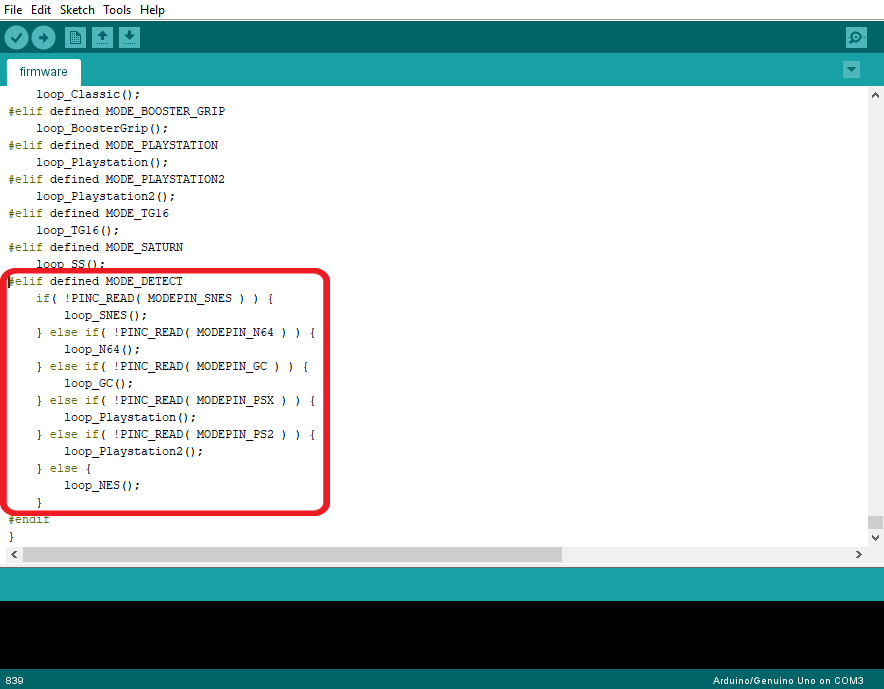 File Edit Sketch Tools Help
firmware
loop_Classic();
#elif defined MODE_BOOSTER_GRIP
loop_BoosterGrip();
#elif defined MODE_PLAYSTATION
loop_Playstation();
#elif defined MODE_PLAYSTATION2
loop_Playstation2();
#elif defined MODE_TG16
loop_TG16();
#elif defined MODE_SATURN
loop_SS();
#elif defined MODE_DETECT
if( !PINC_READ( MODEPIN_SNES ) ) {
loop_SNES();
} else if( !PINC_READ( MODEPIN_N64 ) ) {
loop_N64();
} else if( !PINC_READ( MODEPIN_GC ) ) {
loop_GC();
} else if( !PINC_READ( MODEPIN_PSX ) ) {
loop_Playstation();
} else if( !PINC_READ( MODEPIN_PS2 ) ) {
loop_Playstation2();
} else {
loop_NES();
}
#endif
}
839 Arduino/Genuino Uno on COM3